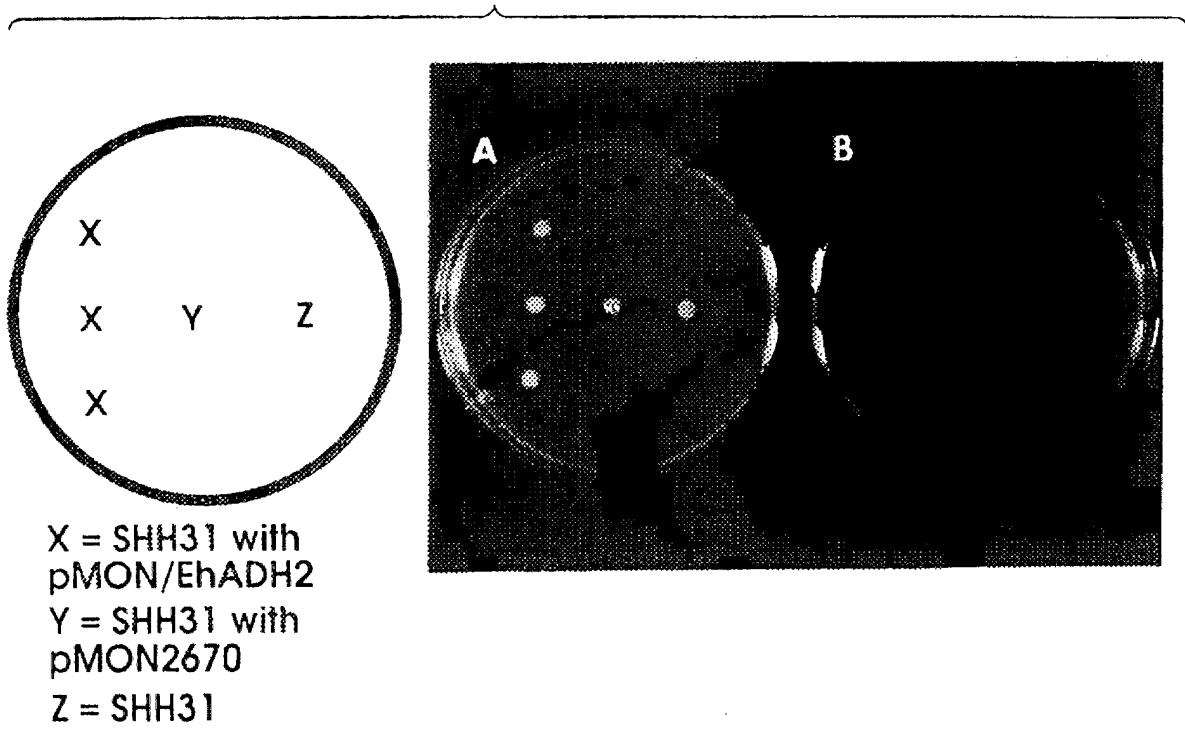 X
X Y Z
X
X = SHH31 with
pMON/EhADH2
Y = SHH31 with
pMON2670
Z = SHH31
A B